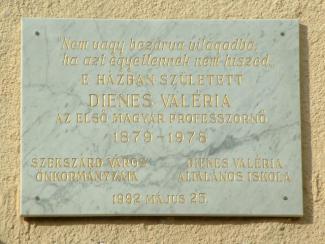 "Nem vagy bezárva világodba,
ha azt egyetlennek nem hiszed."
E HÁZBAN SZÜLETETT
DIENES VALÉRIA
AZ ELSŐ MAGYAR PROFESSZORNŐ
1879-1978
SZEKSZÁRD VÁROS DIENES VALÉRIA
ÖNKORMÁNYZATA ÁLTALÁNOS ISKOLA
1992 MÁJUS 25.